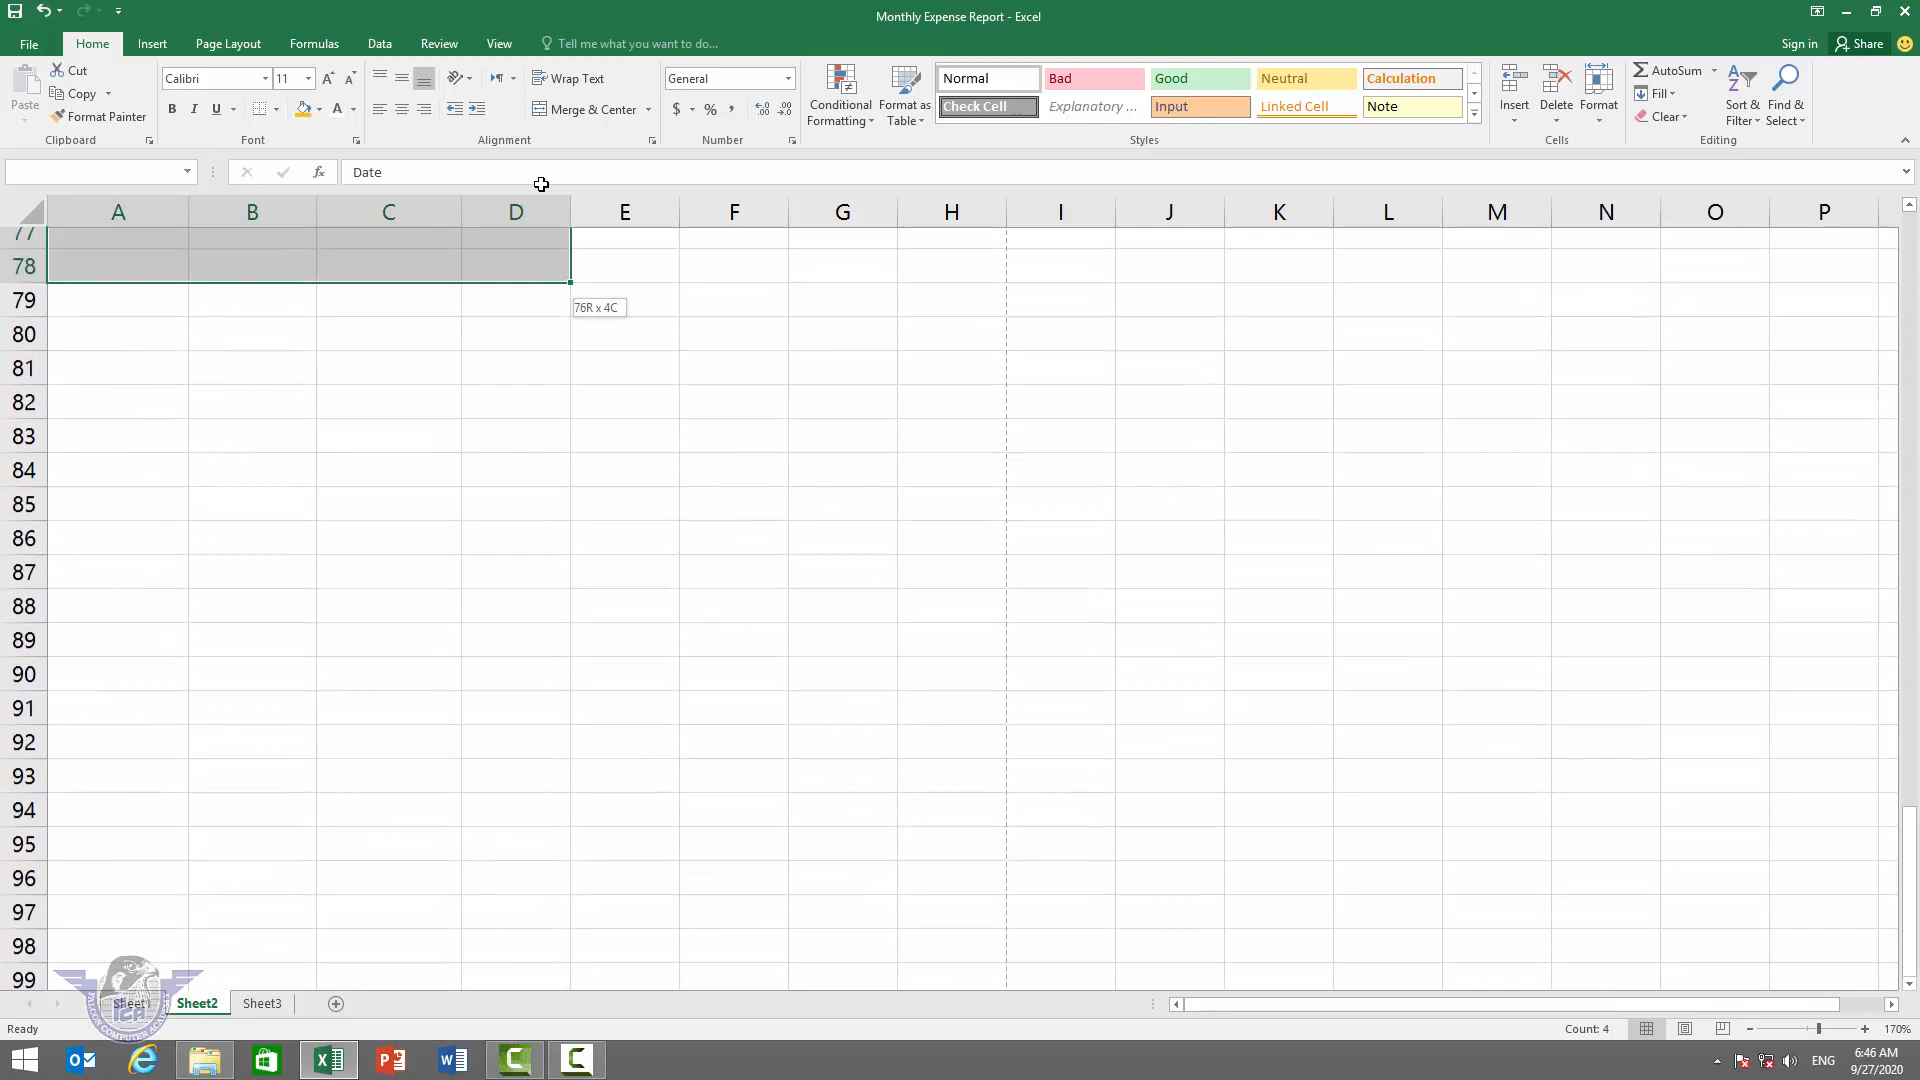 Monthly Expense Report - Excel
File Home Insert Page Layout Formulas Data Review View Tell me what you want to do... Sign in Share
Paste Cut Copy Format Painter
Calibri 11
B I U A
Wrap Text
Merge & Center
General
$ %
Conditional Formatting
Format as Table
Normal Bad Good Neutral Calculation
Check Cell Explanatory ... Input Linked Cell Note
Insert Delete Format
AutoSum
Fill
Clear
Sort & Filter
Find & Select
Clipboard Font Alignment Number Styles Cells Editing
fx Date
A B C D E F G H I J K L M N O P
77
78
76R x 4C
79
80
81
82
83
84
85
86
87
88
89
90
91
92
93
94
95
96
97
98
99
Sheet1 Sheet2 Sheet3
FALCON COMPUTER ACADEMY
Ready Count: 4 170%
ENG
6:46 AM
9/27/2020